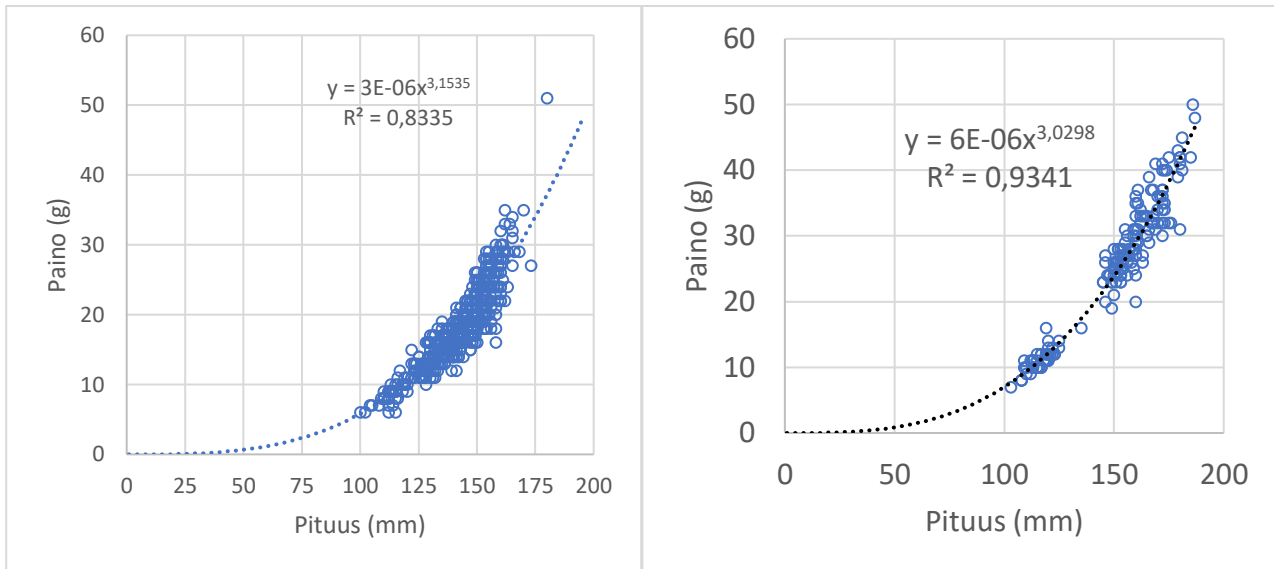 60
50
40
30
20
10
0
Paino (g)
y = 3E-06x^3,1535
R² = 0,8335
0 25 50 75 100 125 150 175 200
Pituus (mm)
60
50
40
30
20
10
0
Paino (g)
y = 6E-06x^3,0298
R² = 0,9341
0 50 100 150 200
Pituus (mm)